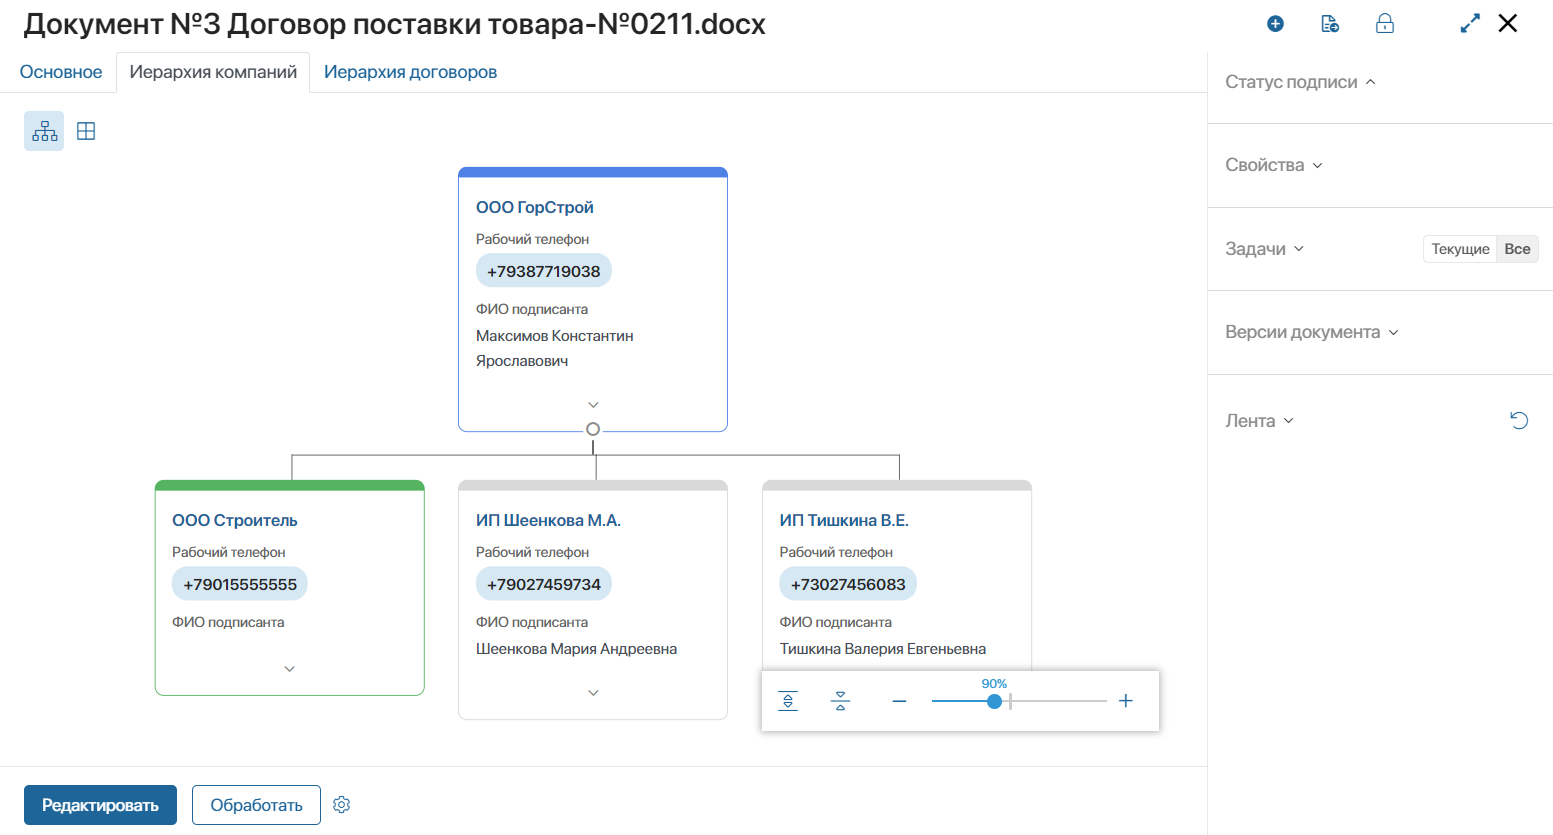 Документ №3 Договор поставки товара-№0211.docx
Основное
Иерархия компаний
Иерархия договоров
ООО ГорСтрой
Рабочий телефон
+79387719038
ФИО подписанта
Максимов Константин
Ярославович
ООО Строитель
Рабочий телефон
+79015555555
ФИО подписанта
ИП Шеенкова М.А.
Рабочий телефон
+79027459734
ФИО подписанта
Шеенкова Мария Андреевна
ИП Тишкина В.Е.
Рабочий телефон
+73027456083
ФИО подписанта
Тишкина Валерия Евгеньевна
90%
Редактировать
Обработать
Статус подписи
Свойства
Задачи
Текущие
Все
Версии документа
Лента